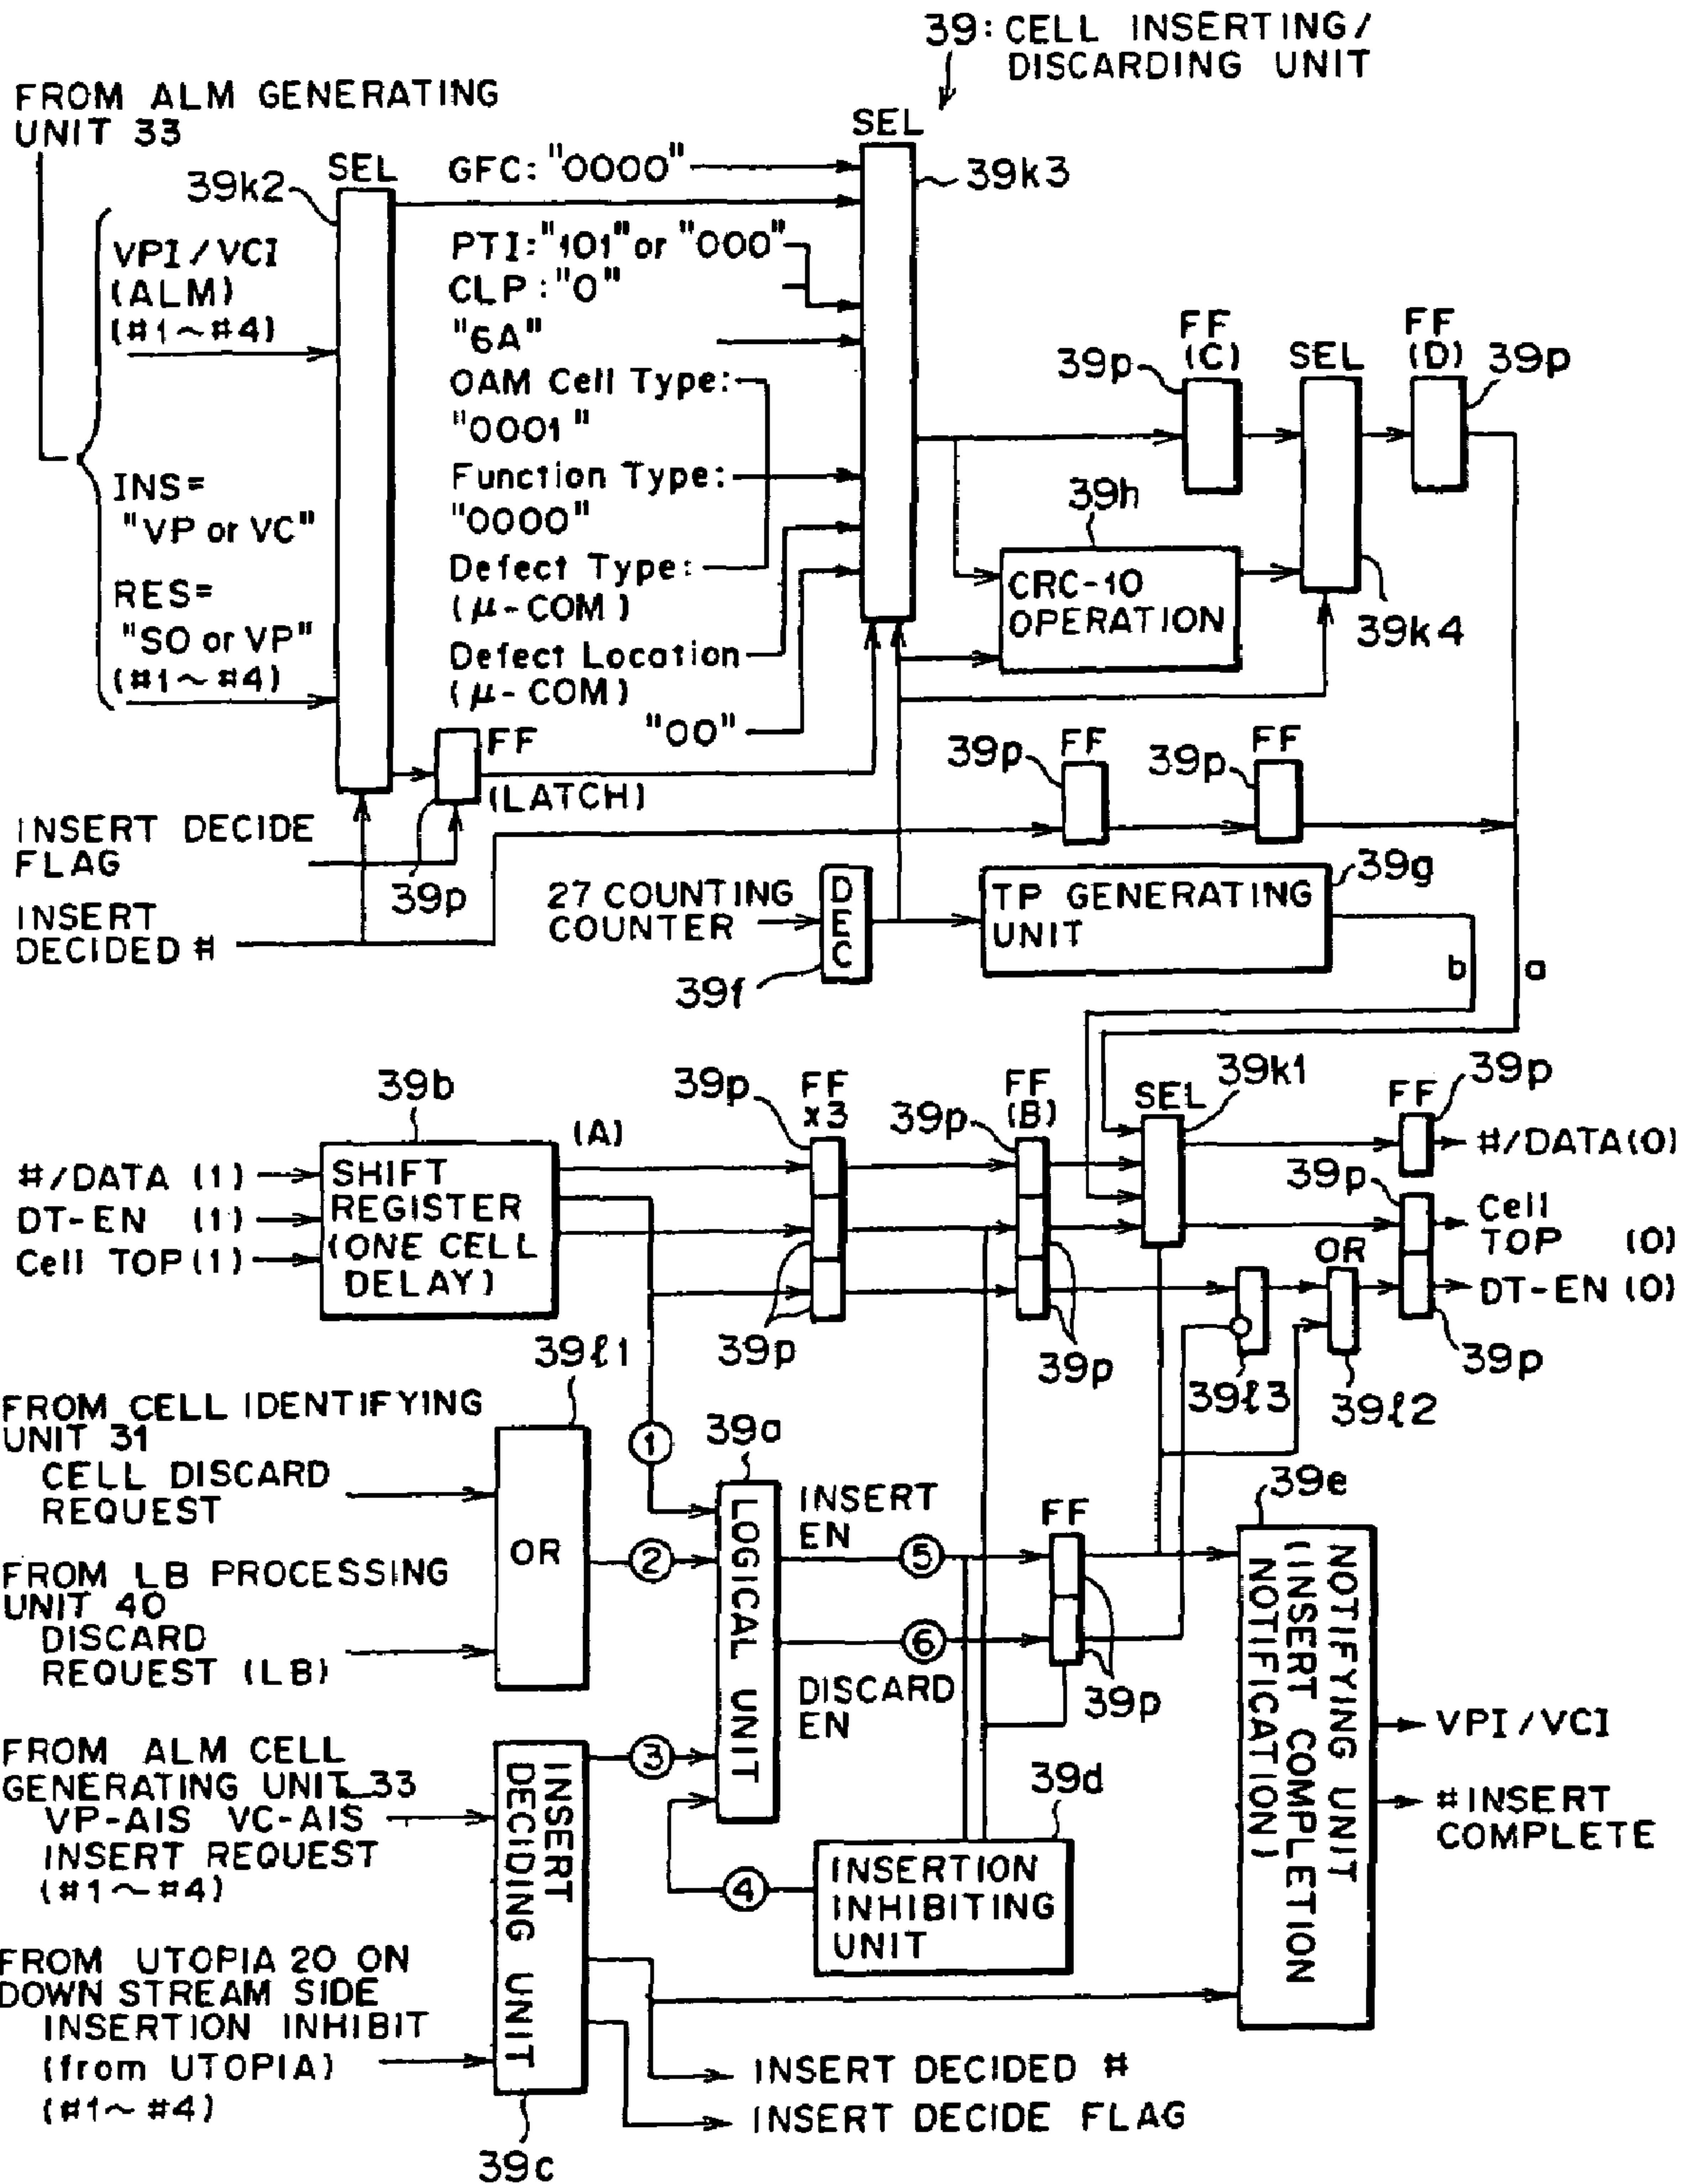 39: CELL INSERTING/
DISCARDING UNIT
FROM ALM GENERATING
UNIT 33
SEL
39k2
VPI/VCI
(ALM)
(#1~#4)
INS=
"VP or VC"
RES=
"SO or VP"
(#1~#4)
GFC: "0000"
PTI: "101" or "000"
CLP: "0"
"6A"
OAM Cell Type:
"0001"
Function Type:
"0000"
Defect Type:
(μ-COM)
Defect Location
(μ-COM)
"00"
SEL
39k3
FF
(C)
39p
SEL
FF
(D)
39p
39h
CRC-10
OPERATION
39k4
FF
(LATCH)
39p
39p
FF
39p
FF
INSERT DECIDE
FLAG
INSERT
DECIDED #
27 COUNTING
COUNTER
DEC
39f
TP GENERATING
UNIT
39g
b
a
39b
(A)
#/DATA (1)
DT-EN (1)
Cell TOP (1)
SHIFT
REGISTER
(ONE CELL
DELAY)
39p
FF
x3
39p
39p
FF
(B)
39p
SEL
39k1
FF
39p
#/DATA (0)
39p
Cell
TOP (0)
OR
DT-EN (0)
39p
39ℓ3
39ℓ2
39ℓ1
FROM CELL IDENTIFYING
UNIT 31
CELL DISCARD
REQUEST
OR
FROM LB PROCESSING
UNIT 40
DISCARD
REQUEST (LB)
①
②
39a
LOGICAL UNIT
INSERT
EN
⑤
⑥
DISCARD
EN
FF
39p
39e
NOTIFYING UNIT
(INSERT COMPLETION
NOTIFICATION)
VPI/VCI
# INSERT
COMPLETE
FROM ALM CELL
GENERATING UNIT 33
VP-AIS VC-AIS
INSERT REQUEST
(#1~#4)
FROM UTOPIA 20 ON
DOWN STREAM SIDE
INSERTION INHIBIT
(from UTOPIA)
(#1~#4)
INSERT
DECIDING UNIT
39c
③
④
39d
INSERTION
INHIBITING
UNIT
INSERT DECIDED #
INSERT DECIDE FLAG